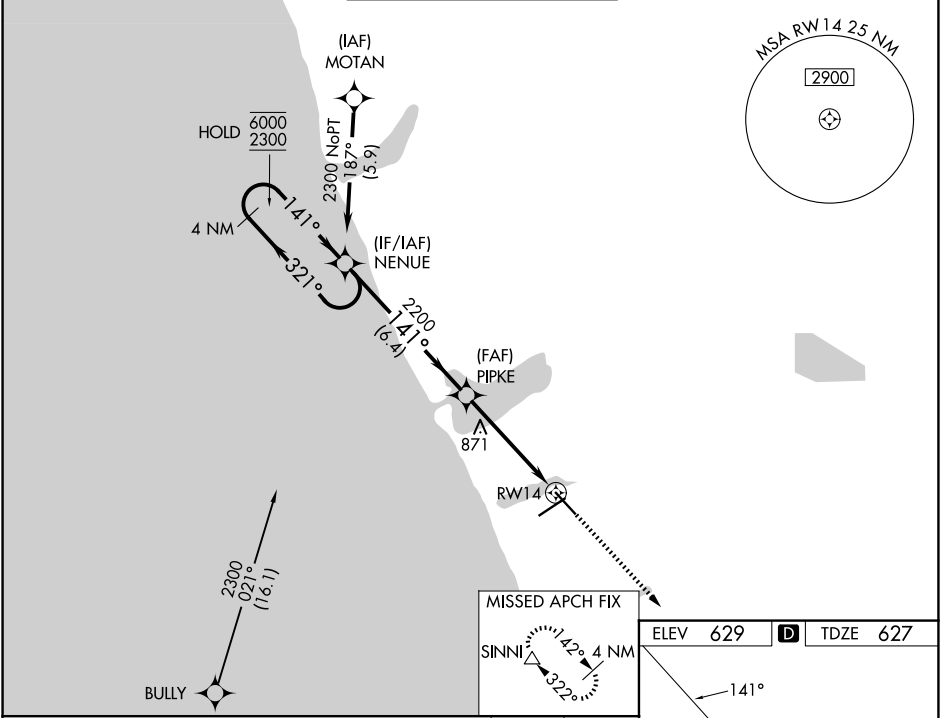 (IAF)
MOTAN
MSA RW14 25 NM
2900
HOLD 6000
2300
2300 NoPT
187°
(5.9)
4 NM
141°
321°
(IF/IAF)
NENUE
2200
141°
(6.4)
(FAF)
PIPKE
871
RW14
2300
021°
(16.1)
BULLY
MISSED APCH FIX
SINNI
142°
4 NM
322°
ELEV 629 D TDZE 627
141°